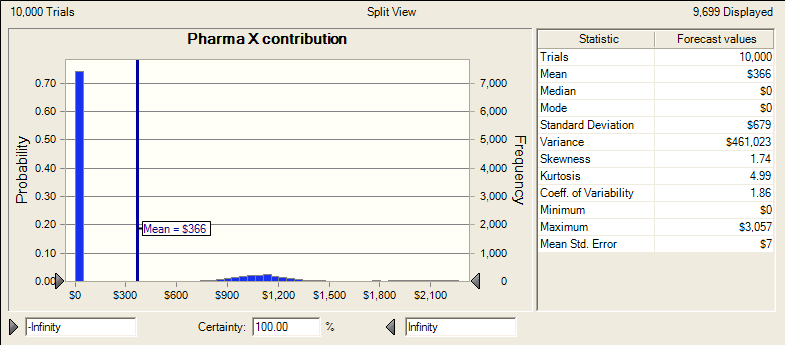 10,000 Trials Split View 9,699 Displayed
Pharma X contribution
Probability
0.70
0.60
0.50
0.40
0.30
0.20
0.10
0.00
Mean = $366
7,000
6,000
5,000
4,000
3,000
2,000
1,000
0
Frequency
$0 $300 $600 $900 $1,200 $1,500 $1,800 $2,100
Statistic Forecast values
Trials 10,000
Mean $366
Median $0
Mode $0
Standard Deviation $679
Variance $461,023
Skewness 1.74
Kurtosis 4.99
Coeff. of Variability 1.86
Minimum $0
Maximum $3,057
Mean Std. Error $7
-Infinity Certainty: 100.00 % Infinity